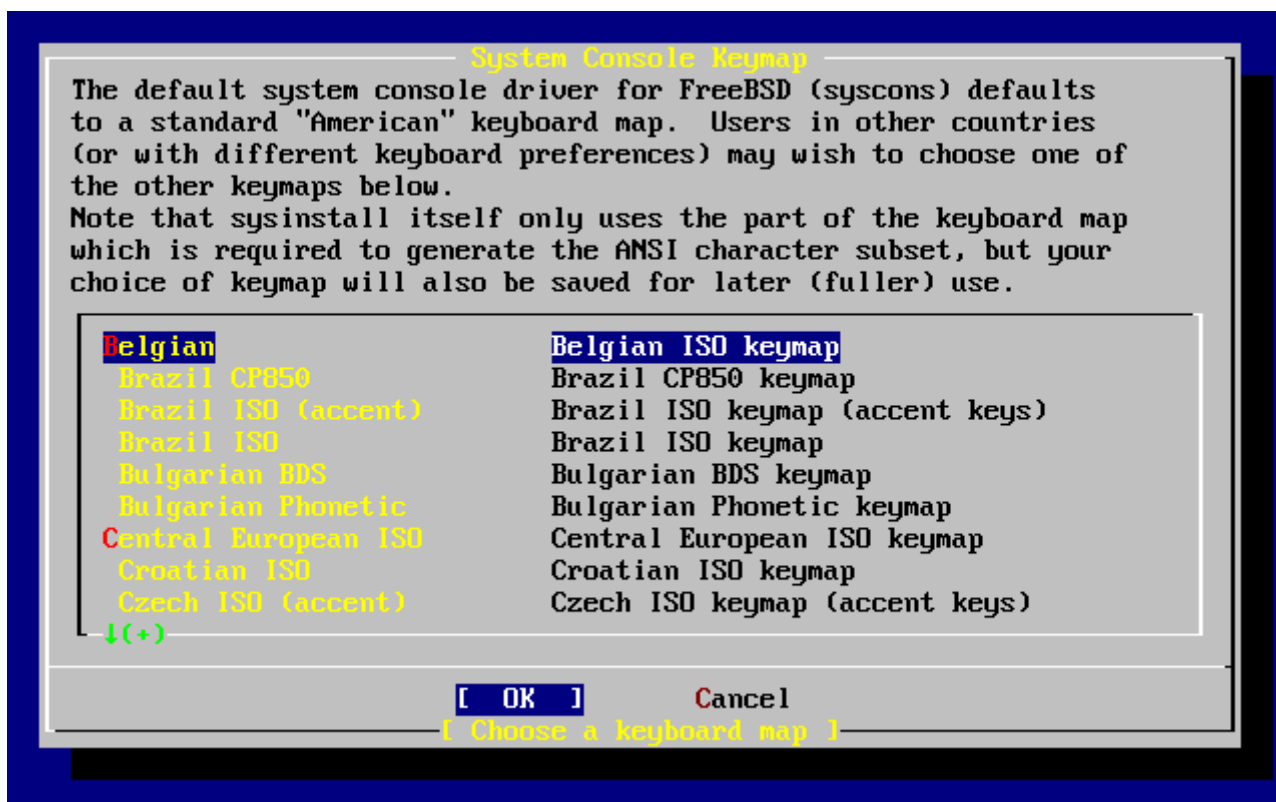 System Console Keymap
The default system console driver for FreeBSD (syscons) defaults
to a standard "American" keyboard map.  Users in other countries
(or with different keyboard preferences) may wish to choose one of
the other keymaps below.
Note that sysinstall itself only uses the part of the keyboard map
which is required to generate the ANSI character subset, but your
choice of keymap will also be saved for later (fuller) use.
Belgian Belgian ISO keymap
Brazil CP850 Brazil CP850 keymap
Brazil ISO (accent) Brazil ISO keymap (accent keys)
Brazil ISO Brazil ISO keymap
Bulgarian BDS Bulgarian BDS keymap
Bulgarian Phonetic Bulgarian Phonetic keymap
Central European ISO Central European ISO keymap
Croatian ISO Croatian ISO keymap
Czech ISO (accent) Czech ISO keymap (accent keys)
↓(+)
[ OK ] Cancel
[ Choose a keyboard map ]